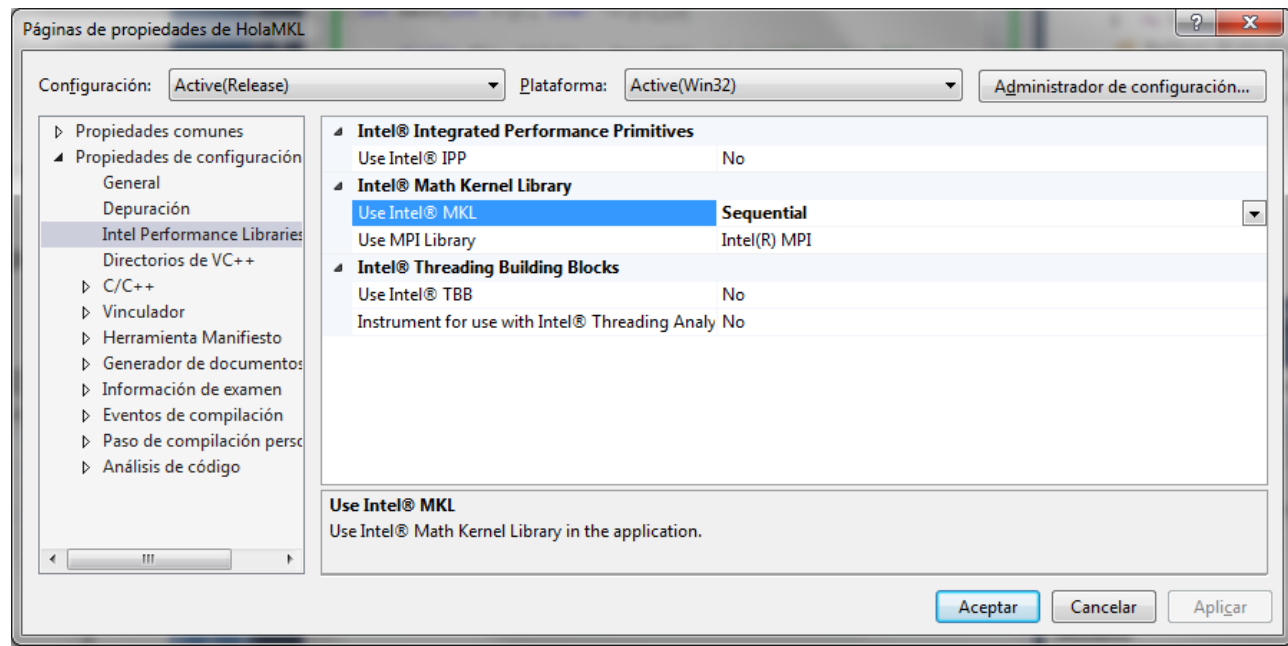 Páginas de propiedades de HolaMKL
Configuración: Active(Release) Plataforma: Active(Win32) Administrador de configuración...
Propiedades comunes
Propiedades de configuración
General
Depuración
Intel Performance Libraries
Directorios de VC++
C/C++
Vinculador
Herramienta Manifiesto
Generador de documentos
Información de examen
Eventos de compilación
Paso de compilación perso
Análisis de código
Intel® Integrated Performance Primitives
Use Intel® IPP No
Intel® Math Kernel Library
Use Intel® MKL Sequential
Use MPI Library Intel(R) MPI
Intel® Threading Building Blocks
Use Intel® TBB No
Instrument for use with Intel® Threading Analy No
Use Intel® MKL
Use Intel® Math Kernel Library in the application.
Aceptar Cancelar Aplicar